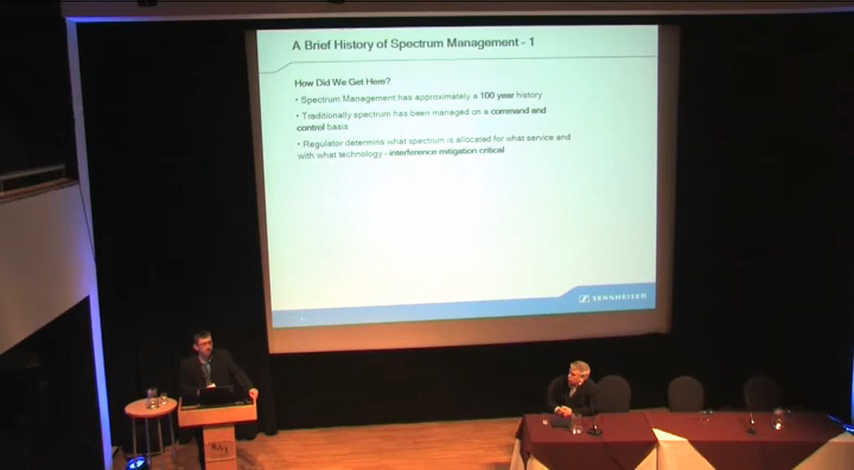 A Brief History of Spectrum Management - 1
How Did We Get Here?
• Spectrum Management has approximately a 100 year history
• Traditionally spectrum has been managed on a command and
control basis
• Regulator determins what spectrum is allocated for what service and
with what technology - interference mitigation critical
SENNHEISER